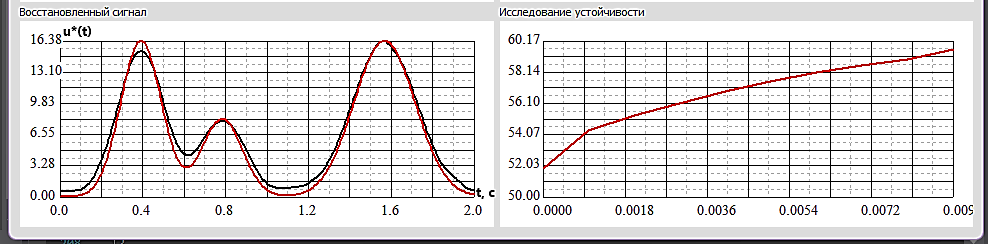 Восстановленный сигнал
u*(t)
16.38
13.10
9.83
6.55
3.28
0.00
0.0 0.4 0.8 1.2 1.6 2.0
t, c
Исследование устойчивости
60.17
58.14
56.10
54.07
52.03
50.00
0.0000 0.0018 0.0036 0.0054 0.0072 0.009